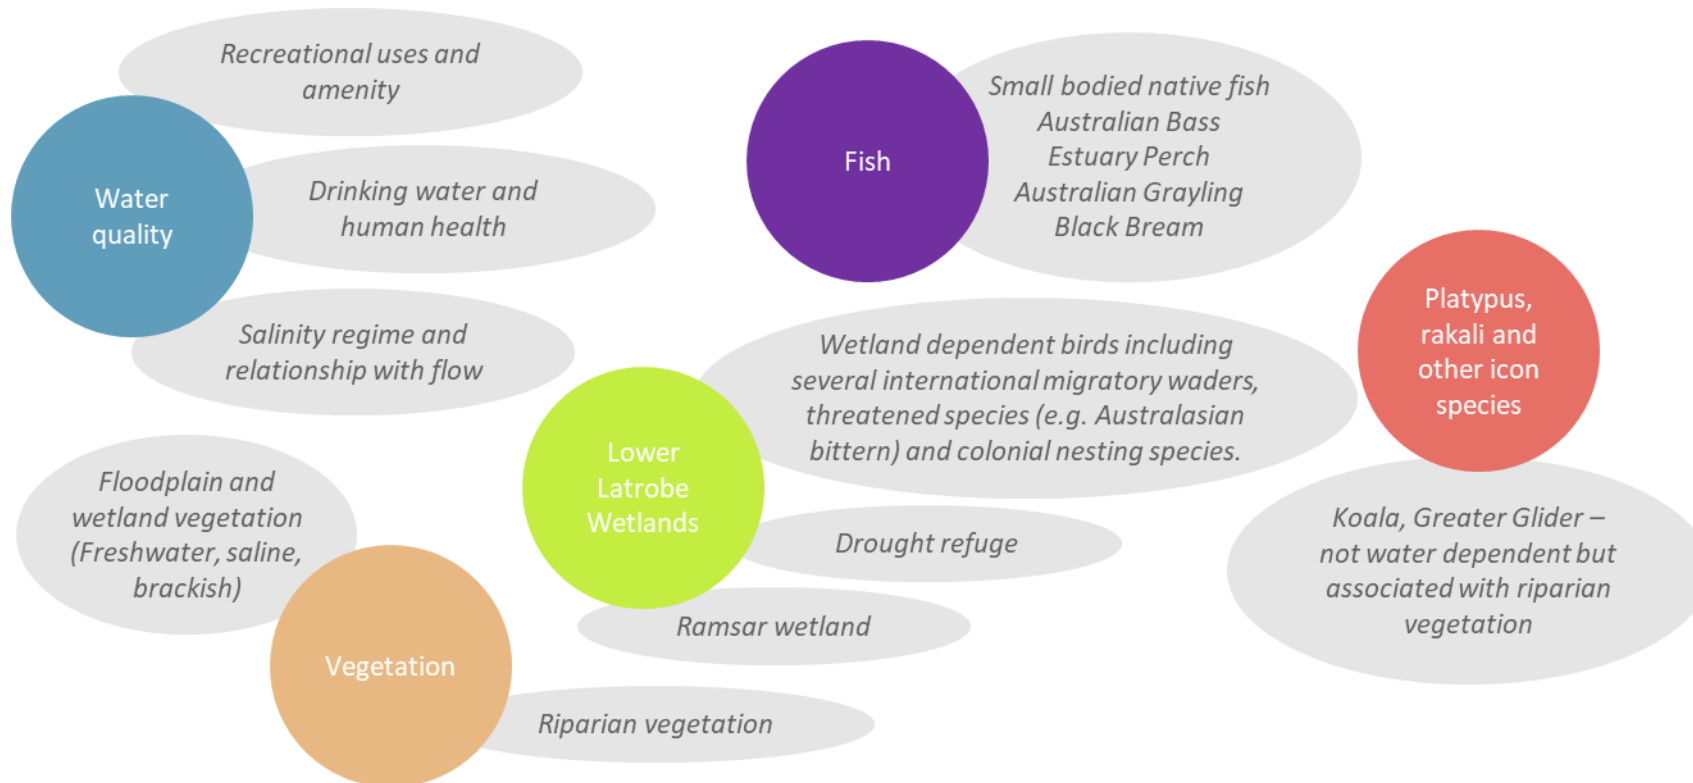 Recreational uses and
amenity
Water
quality
Drinking water and
human health
Salinity regime and
relationship with flow
Fish
Small bodied native fish
Australian Bass
Estuary Perch
Australian Grayling
Black Bream
Platypus,
rakali and
other icon
species
Koala, Greater Glider –
not water dependent but
associated with riparian
vegetation
Lower
Latrobe
Wetlands
Wetland dependent birds including
several international migratory waders,
threatened species (e.g. Australasian
bittern) and colonial nesting species.
Drought refuge
Ramsar wetland
Floodplain and
wetland vegetation
(Freshwater, saline,
brackish)
Vegetation
Riparian vegetation